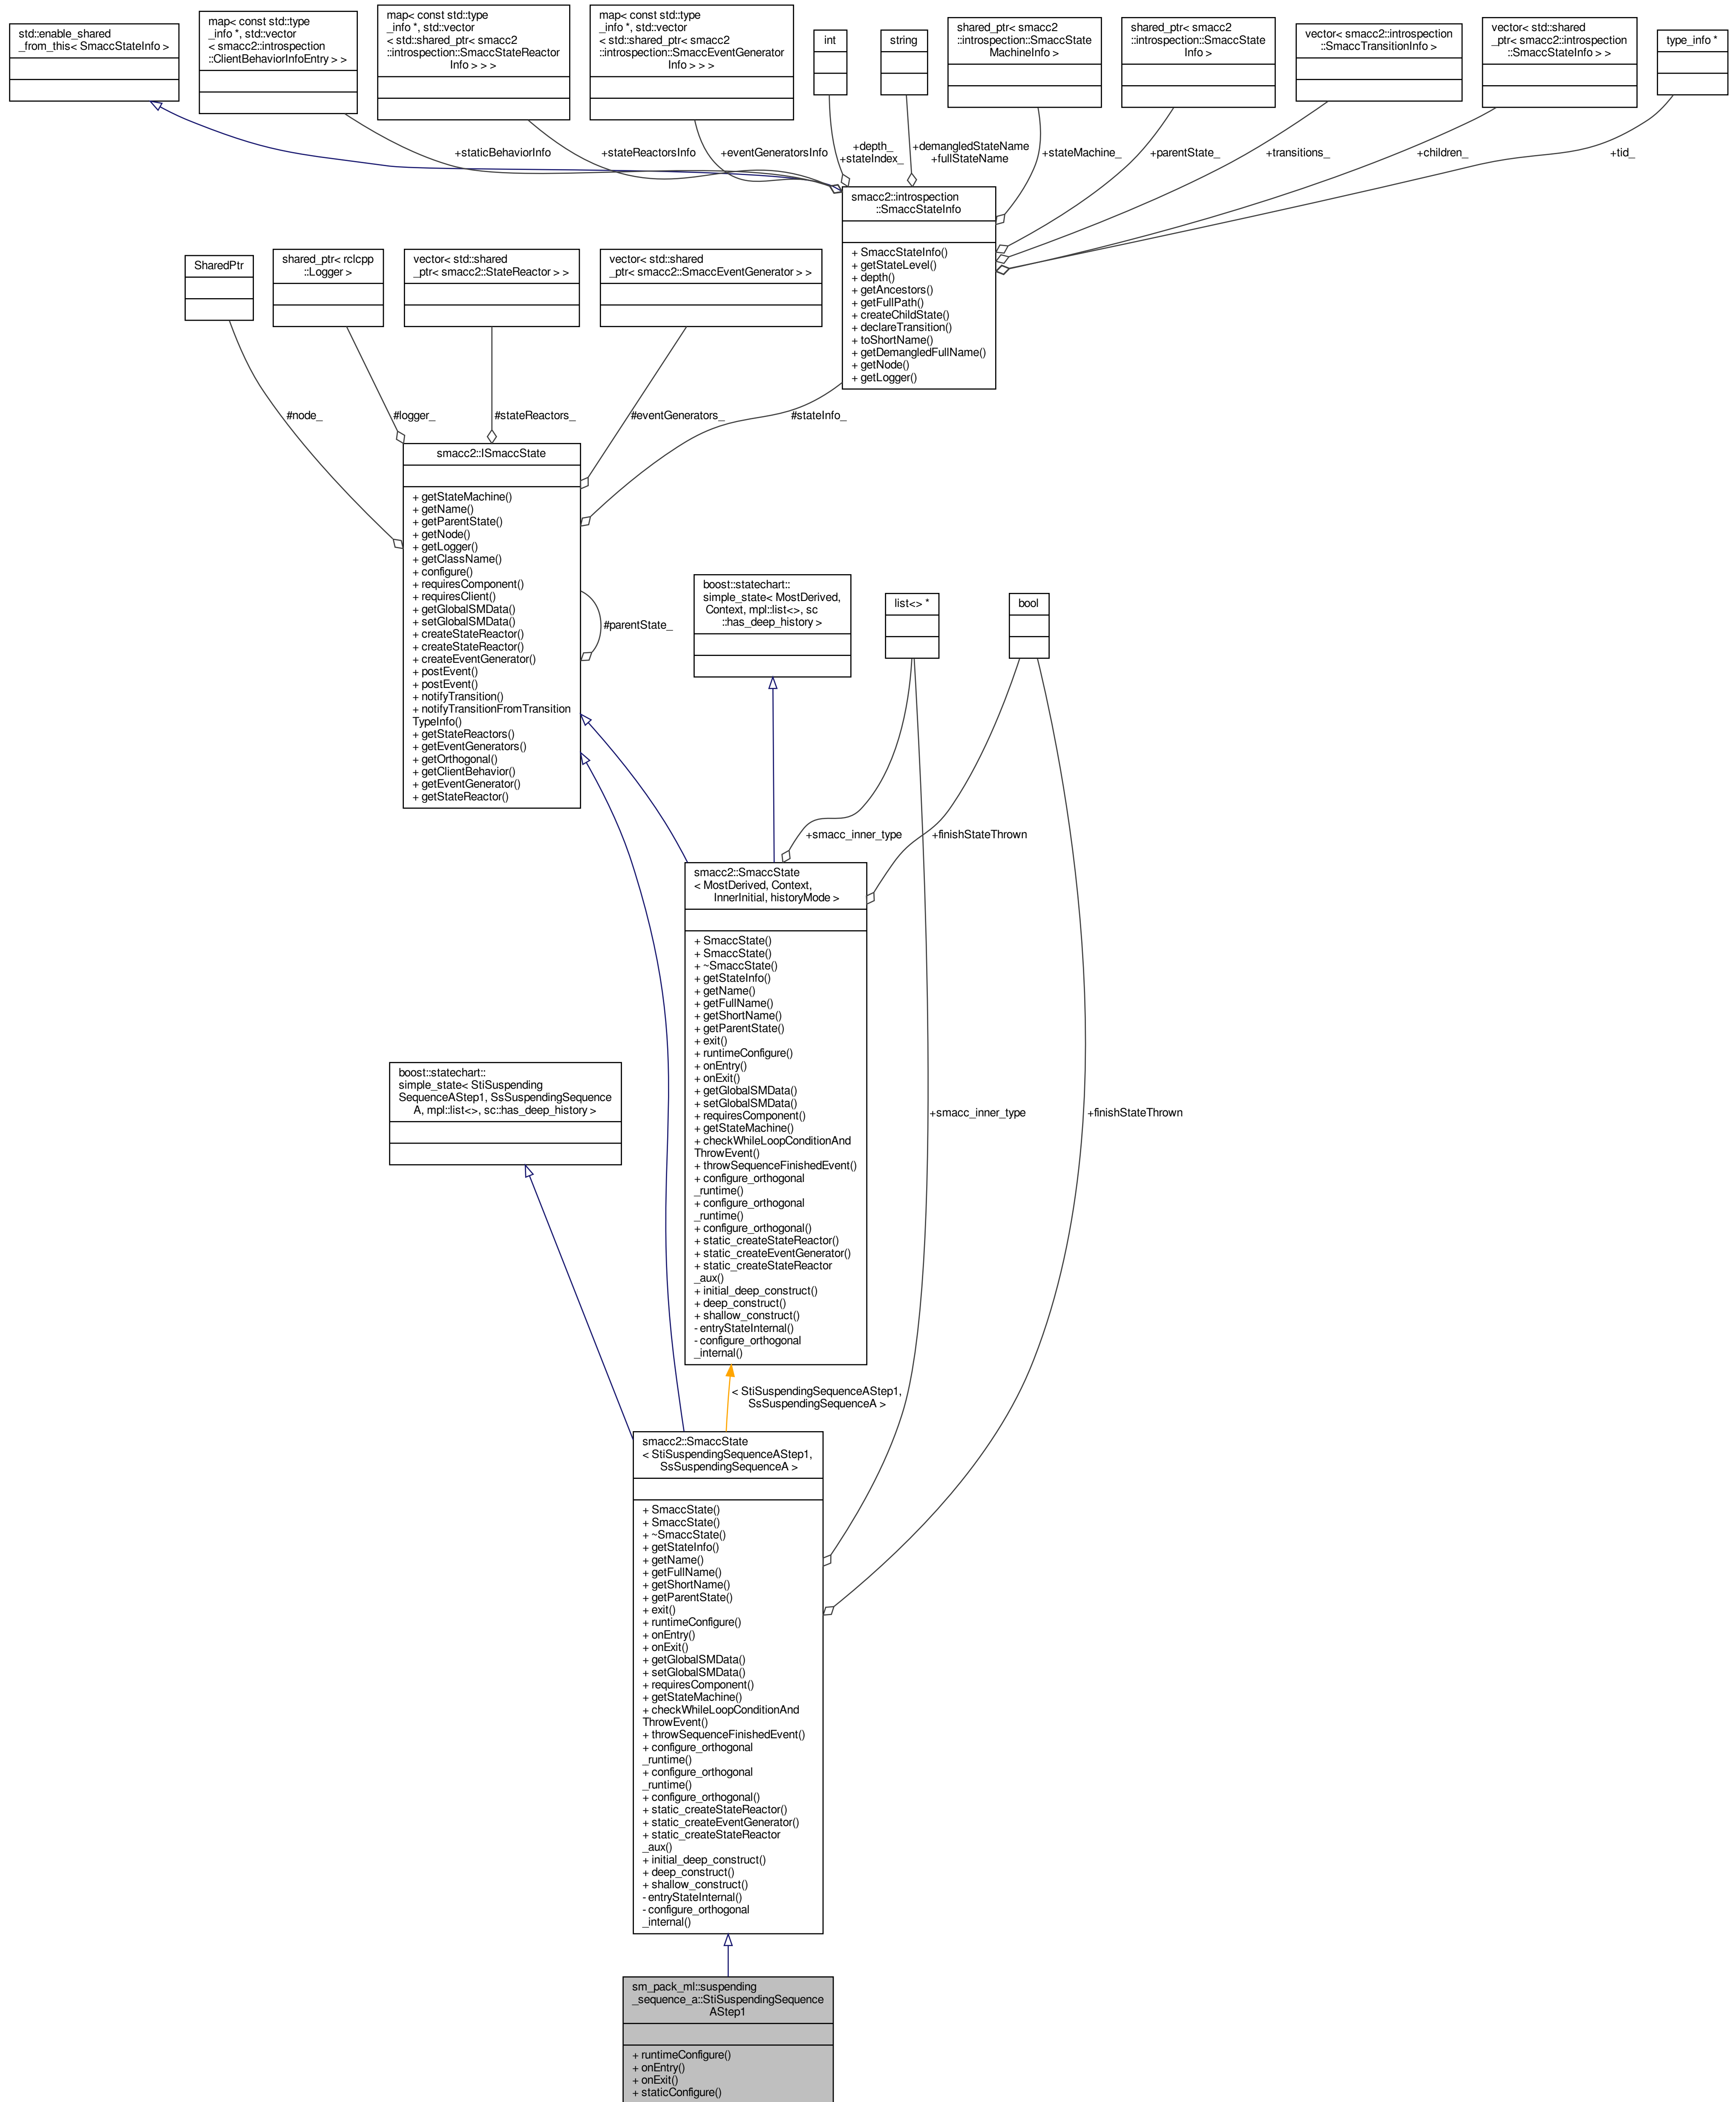 std::enable_shared
_from_this< SmaccStateInfo >
map< const std::type
_info *, std::vector
< smacc2::introspection
::ClientBehaviorInfoEntry > >
map< const std::type
_info *, std::vector
< std::shared_ptr< smacc2
::introspection::SmaccStateReactor
Info > > >
map< const std::type
_info *, std::vector
< std::shared_ptr< smacc2
::introspection::SmaccEventGenerator
Info > > >
int
string
shared_ptr< smacc2
::introspection::SmaccState
MachineInfo >
shared_ptr< smacc2
::introspection::SmaccState
Info >
vector< smacc2::introspection
::SmaccTransitionInfo >
vector< std::shared
_ptr< smacc2::introspection
::SmaccStateInfo > >
type_info *
+staticBehaviorInfo
+stateReactorsInfo
+eventGeneratorsInfo
+depth_
+stateIndex_
+demangledStateName
+fullStateName
+stateMachine_
+parentState_
+transitions_
+children_
+tid_
smacc2::introspection
::SmaccStateInfo
+ SmaccStateInfo()
+ getStateLevel()
+ depth()
+ getAncestors()
+ getFullPath()
+ createChildState()
+ declareTransition()
+ toShortName()
+ getDemangledFullName()
+ getNode()
+ getLogger()
SharedPtr
shared_ptr< rclcpp
::Logger >
vector< std::shared
_ptr< smacc2::StateReactor > >
vector< std::shared
_ptr< smacc2::SmaccEventGenerator > >
#node_
#logger_
#stateReactors_
#eventGenerators_
#stateInfo_
smacc2::ISmaccState
+ getStateMachine()
+ getName()
+ getParentState()
+ getNode()
+ getLogger()
+ getClassName()
+ configure()
+ requiresComponent()
+ requiresClient()
+ getGlobalSMData()
+ setGlobalSMData()
+ createStateReactor()
+ createStateReactor()
+ createEventGenerator()
+ postEvent()
+ postEvent()
+ notifyTransition()
+ notifyTransitionFromTransition
TypeInfo()
+ getStateReactors()
+ getEventGenerators()
+ getOrthogonal()
+ getClientBehavior()
+ getEventGenerator()
+ getStateReactor()
#parentState_
boost::statechart::
simple_state< MostDerived,
Context, mpl::list<>, sc
::has_deep_history >
list<> *
bool
+smacc_inner_type
+finishStateThrown
smacc2::SmaccState
< MostDerived, Context,
InnerInitial, historyMode >
+ SmaccState()
+ SmaccState()
+ ~SmaccState()
+ getStateInfo()
+ getName()
+ getFullName()
+ getShortName()
+ getParentState()
+ exit()
+ runtimeConfigure()
+ onEntry()
+ onExit()
+ getGlobalSMData()
+ setGlobalSMData()
+ requiresComponent()
+ getStateMachine()
+ checkWhileLoopConditionAnd
ThrowEvent()
+ throwSequenceFinishedEvent()
+ configure_orthogonal
_runtime()
+ configure_orthogonal
_runtime()
+ configure_orthogonal()
+ static_createStateReactor()
+ static_createEventGenerator()
+ static_createStateReactor
_aux()
+ initial_deep_construct()
+ deep_construct()
+ shallow_construct()
- entryStateInternal()
- configure_orthogonal
_internal()
boost::statechart::
simple_state< StiSuspending
SequenceAStep1, SsSuspendingSequence
A, mpl::list<>, sc::has_deep_history >
+smacc_inner_type
+finishStateThrown
< StiSuspendingSequenceAStep1,
SsSuspendingSequenceA >
smacc2::SmaccState
< StiSuspendingSequenceAStep1,
SsSuspendingSequenceA >
+ SmaccState()
+ SmaccState()
+ ~SmaccState()
+ getStateInfo()
+ getName()
+ getFullName()
+ getShortName()
+ getParentState()
+ exit()
+ runtimeConfigure()
+ onEntry()
+ onExit()
+ getGlobalSMData()
+ setGlobalSMData()
+ requiresComponent()
+ getStateMachine()
+ checkWhileLoopConditionAnd
ThrowEvent()
+ throwSequenceFinishedEvent()
+ configure_orthogonal
_runtime()
+ configure_orthogonal
_runtime()
+ configure_orthogonal()
+ static_createStateReactor()
+ static_createEventGenerator()
+ static_createStateReactor
_aux()
+ initial_deep_construct()
+ deep_construct()
+ shallow_construct()
- entryStateInternal()
- configure_orthogonal
_internal()
sm_pack_ml::suspending
_sequence_a::StiSuspendingSequence
AStep1
+ runtimeConfigure()
+ onEntry()
+ onExit()
+ staticConfigure()